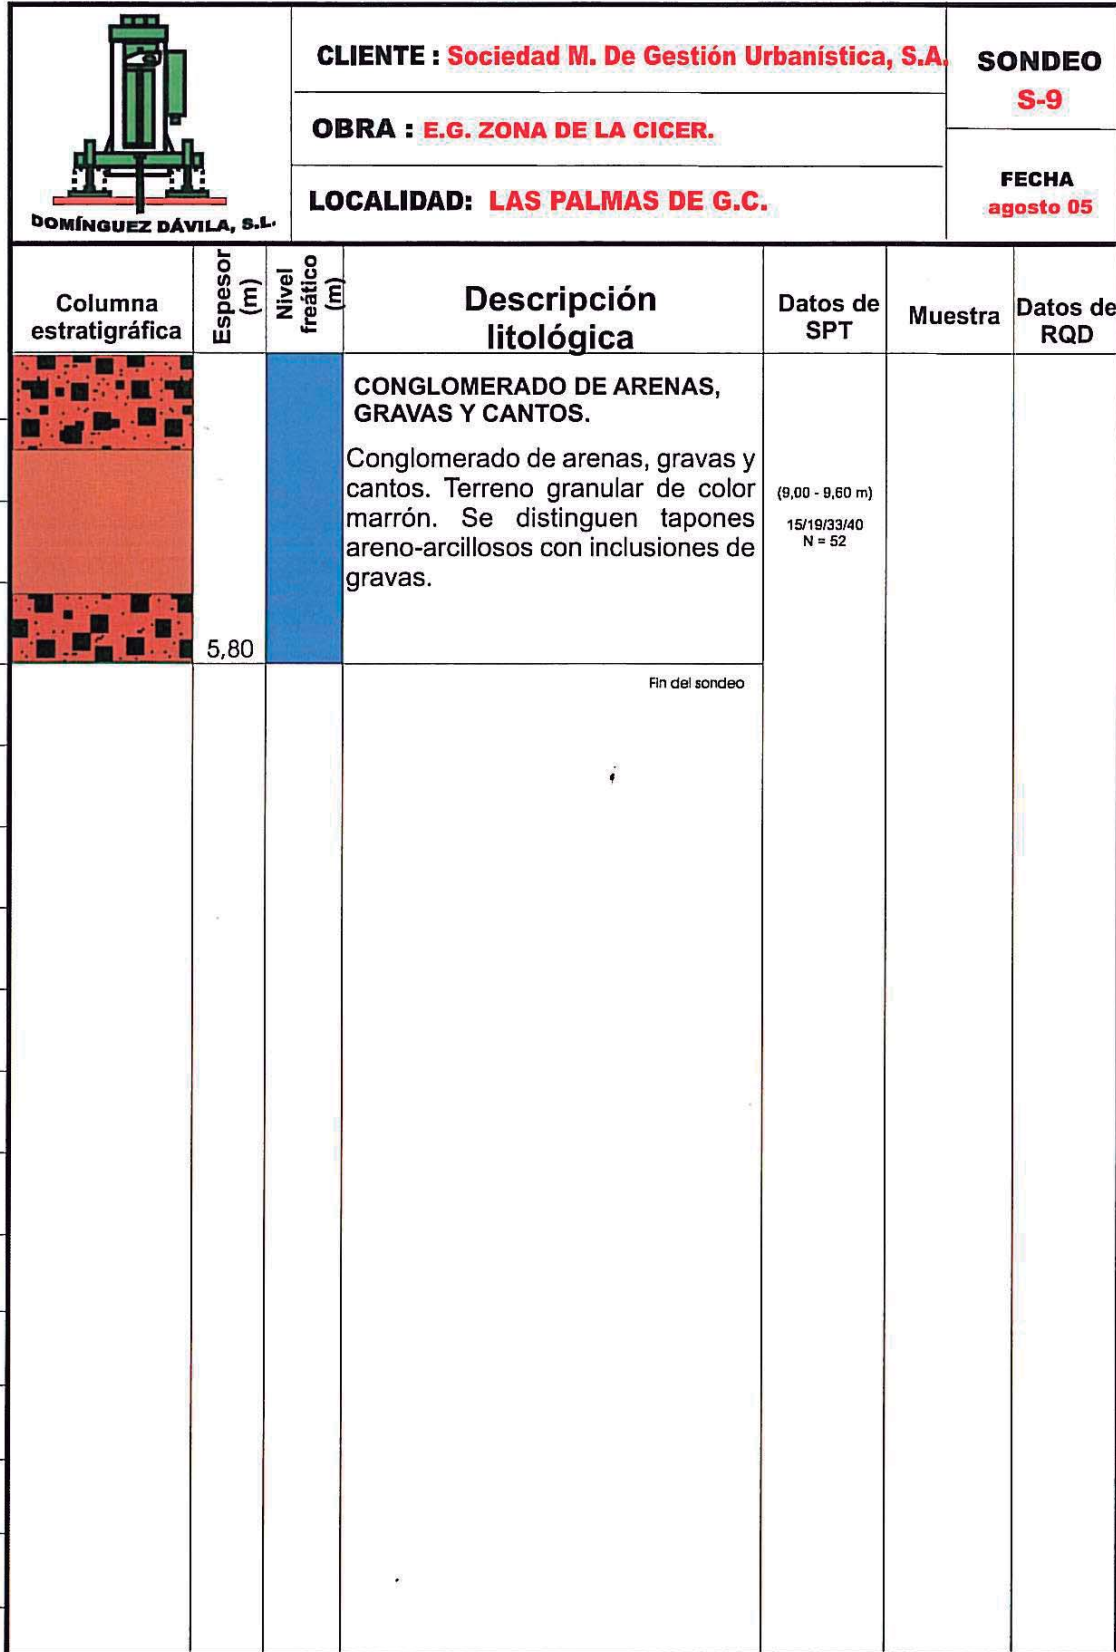 DOMÍNGUEZ DÁVILA, S.L.
CLIENTE : Sociedad M. De Gestión Urbanística, S.A.
OBRA : E.G. ZONA DE LA CICER.
LOCALIDAD: LAS PALMAS DE G.C.
SONDEO
S-9
FECHA
agosto 05
Columna
estratigráfica
Espesor
(m)
Nivel
freático
(m)
Descripción
litológica
Datos de
SPT
Muestra
Datos de
RQD
CONGLOMERADO DE ARENAS,
GRAVAS Y CANTOS.
Conglomerado de arenas, gravas y
cantos. Terreno granular de color
marrón. Se distinguen tapones
areno-arcillosos con inclusiones de
gravas.
(9,00 - 9,60 m)
15/19/33/40
N = 52
5,80
Fin del sondeo